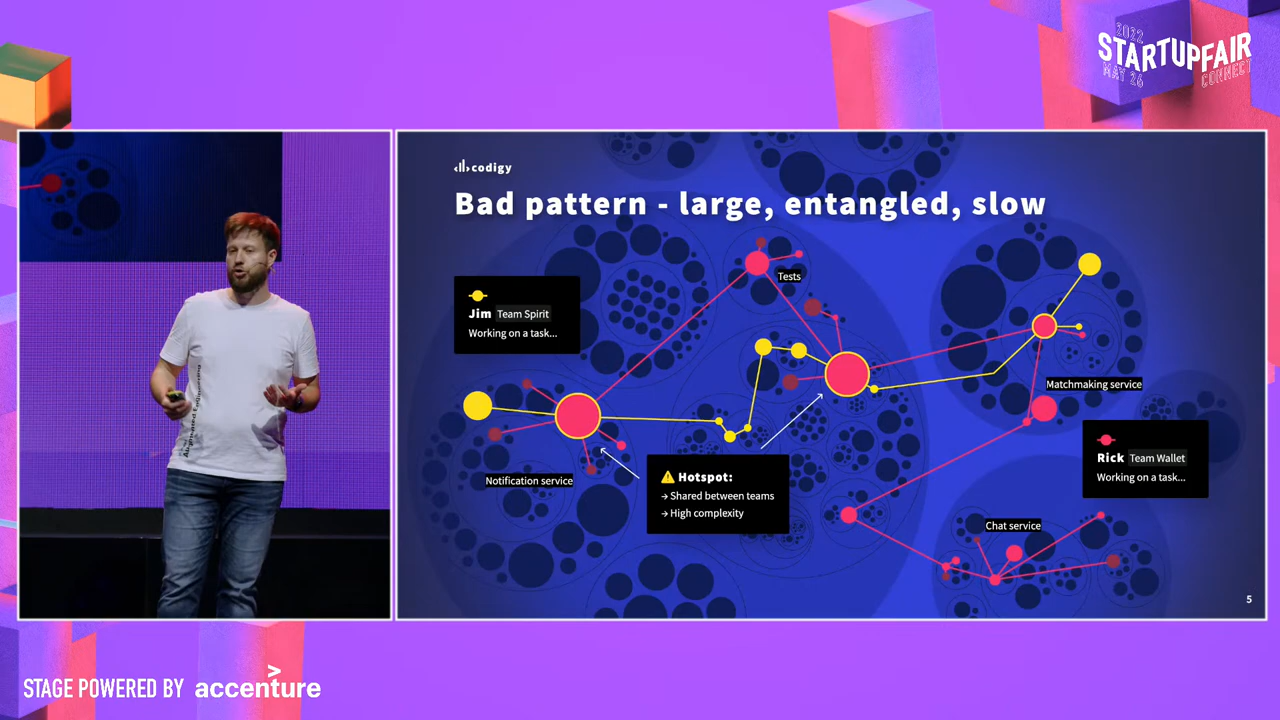 2022
STARTUPFAIR
MAY 26
CONNECT
codigy
Bad pattern - large, entangled, slow
Tests
Jim Team Spirit
Working on a task...
Matchmaking service
Rick Team Wallet
Working on a task...
Notification service
Hotspot:
→ Shared between teams
→ High complexity
Chat service
5
Augmented Engineering
STAGE POWERED BY accenture